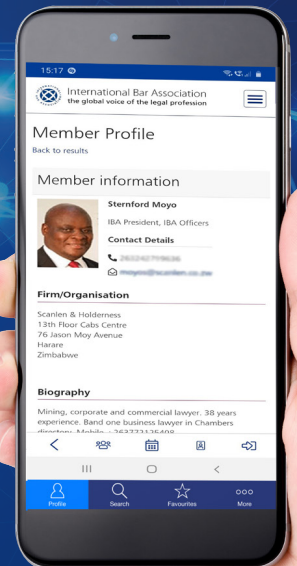 15:17
International Bar Association
the global voice of the legal profession
Member Profile
Back to results
Member information
Sternford Moyo
IBA President, IBA Officers
Contact Details
Firm/Organisation
Scanlen & Holderness
13th Floor Cabs Centre
76 Jason Moy Avenue
Harare
Zimbabwe
Biography
Mining, corporate and commercial lawyer. 38 years
experience. Band one business lawyer in Chambers
Profile
Search
Favourites
More